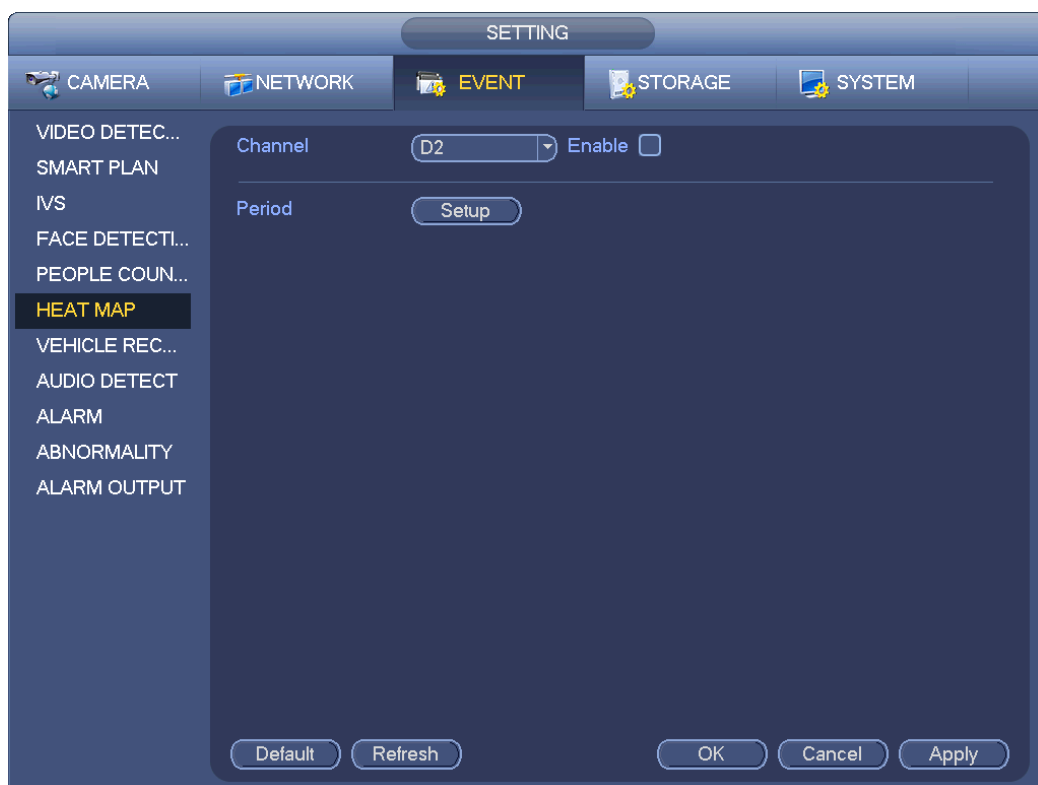 SETTING
CAMERA NETWORK EVENT STORAGE SYSTEM
VIDEO DETEC...
SMART PLAN
IVS
FACE DETECTI...
PEOPLE COUN...
HEAT MAP
VEHICLE REC...
AUDIO DETECT
ALARM
ABNORMALITY
ALARM OUTPUT
Channel D2 Enable
Period Setup
Default Refresh OK Cancel Apply